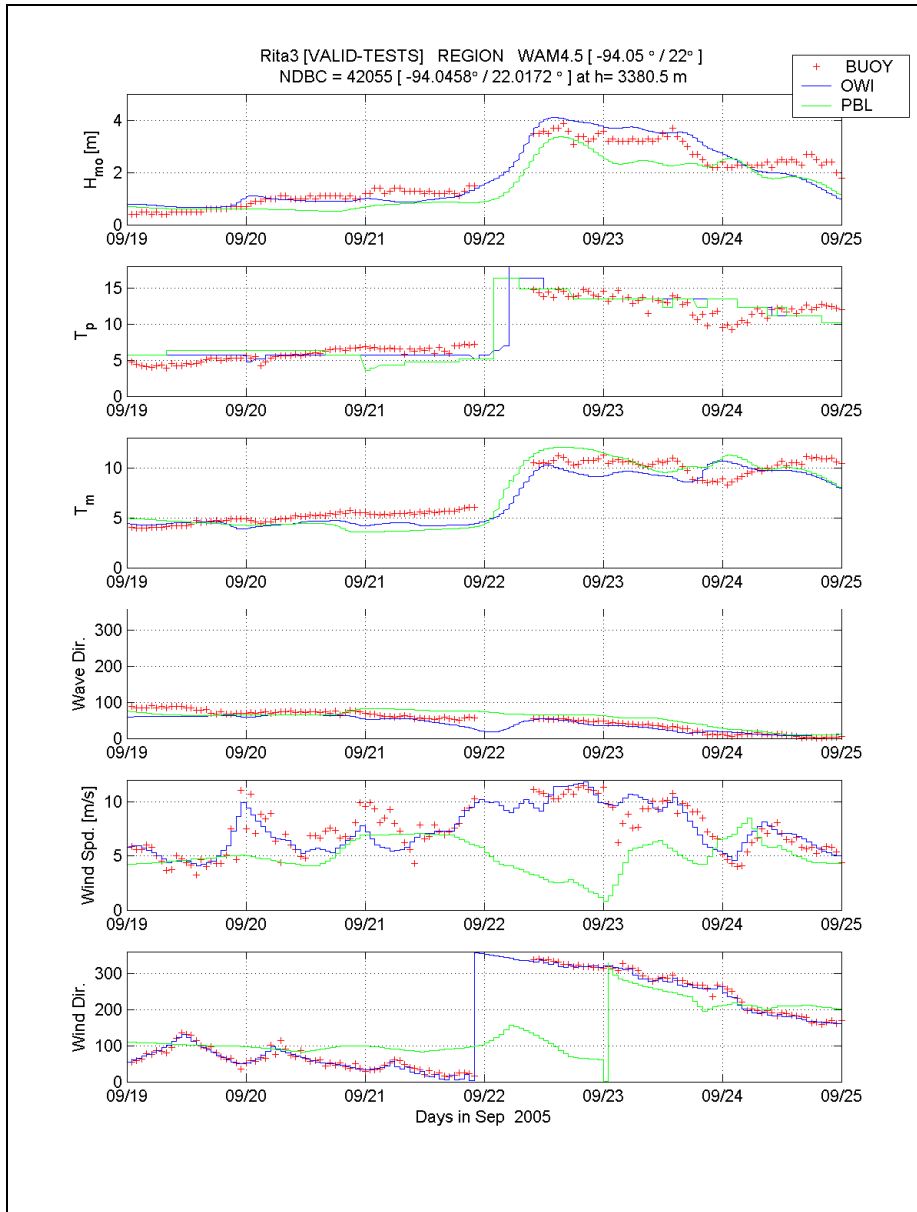 Rita3 [VALID-TESTS] REGION WAM4.5 [ -94.05 ° / 22° ]
NDBC = 42055 [ -94.0458° / 22.0172 ° ] at h= 3380.5 m
BUOY
OWI
PBL
H_mo [m]
4
2
0
09/19 09/20 09/21 09/22 09/23 09/24 09/25
T_p
15
10
5
0
09/19 09/20 09/21 09/22 09/23 09/24 09/25
T_m
10
5
0
09/19 09/20 09/21 09/22 09/23 09/24 09/25
Wave Dir.
300
200
100
0
09/19 09/20 09/21 09/22 09/23 09/24 09/25
Wind Spd. [m/s]
10
5
0
09/19 09/20 09/21 09/22 09/23 09/24 09/25
Wind Dir.
300
200
100
0
09/19 09/20 09/21 09/22 09/23 09/24 09/25
Days in Sep 2005